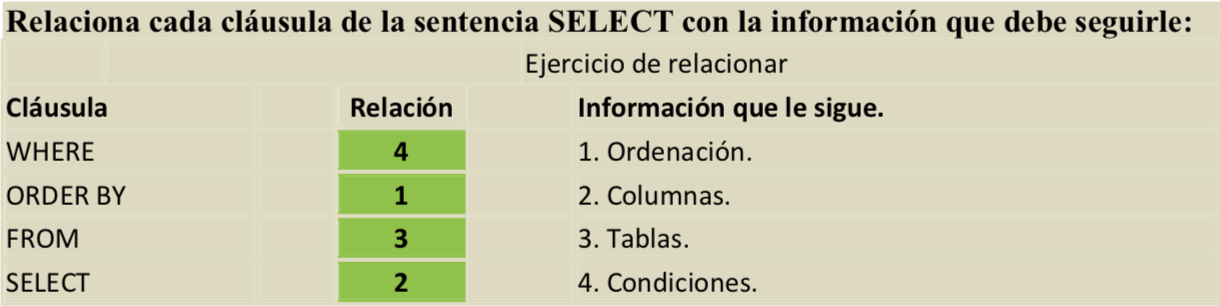 Relaciona cada cláusula de la sentencia SELECT con la información que debe seguirle:
Ejercicio de relacionar
Cláusula Relación Información que le sigue.
WHERE 4 1. Ordenación.
ORDER BY 1 2. Columnas.
FROM 3 3. Tablas.
SELECT 2 4. Condiciones.